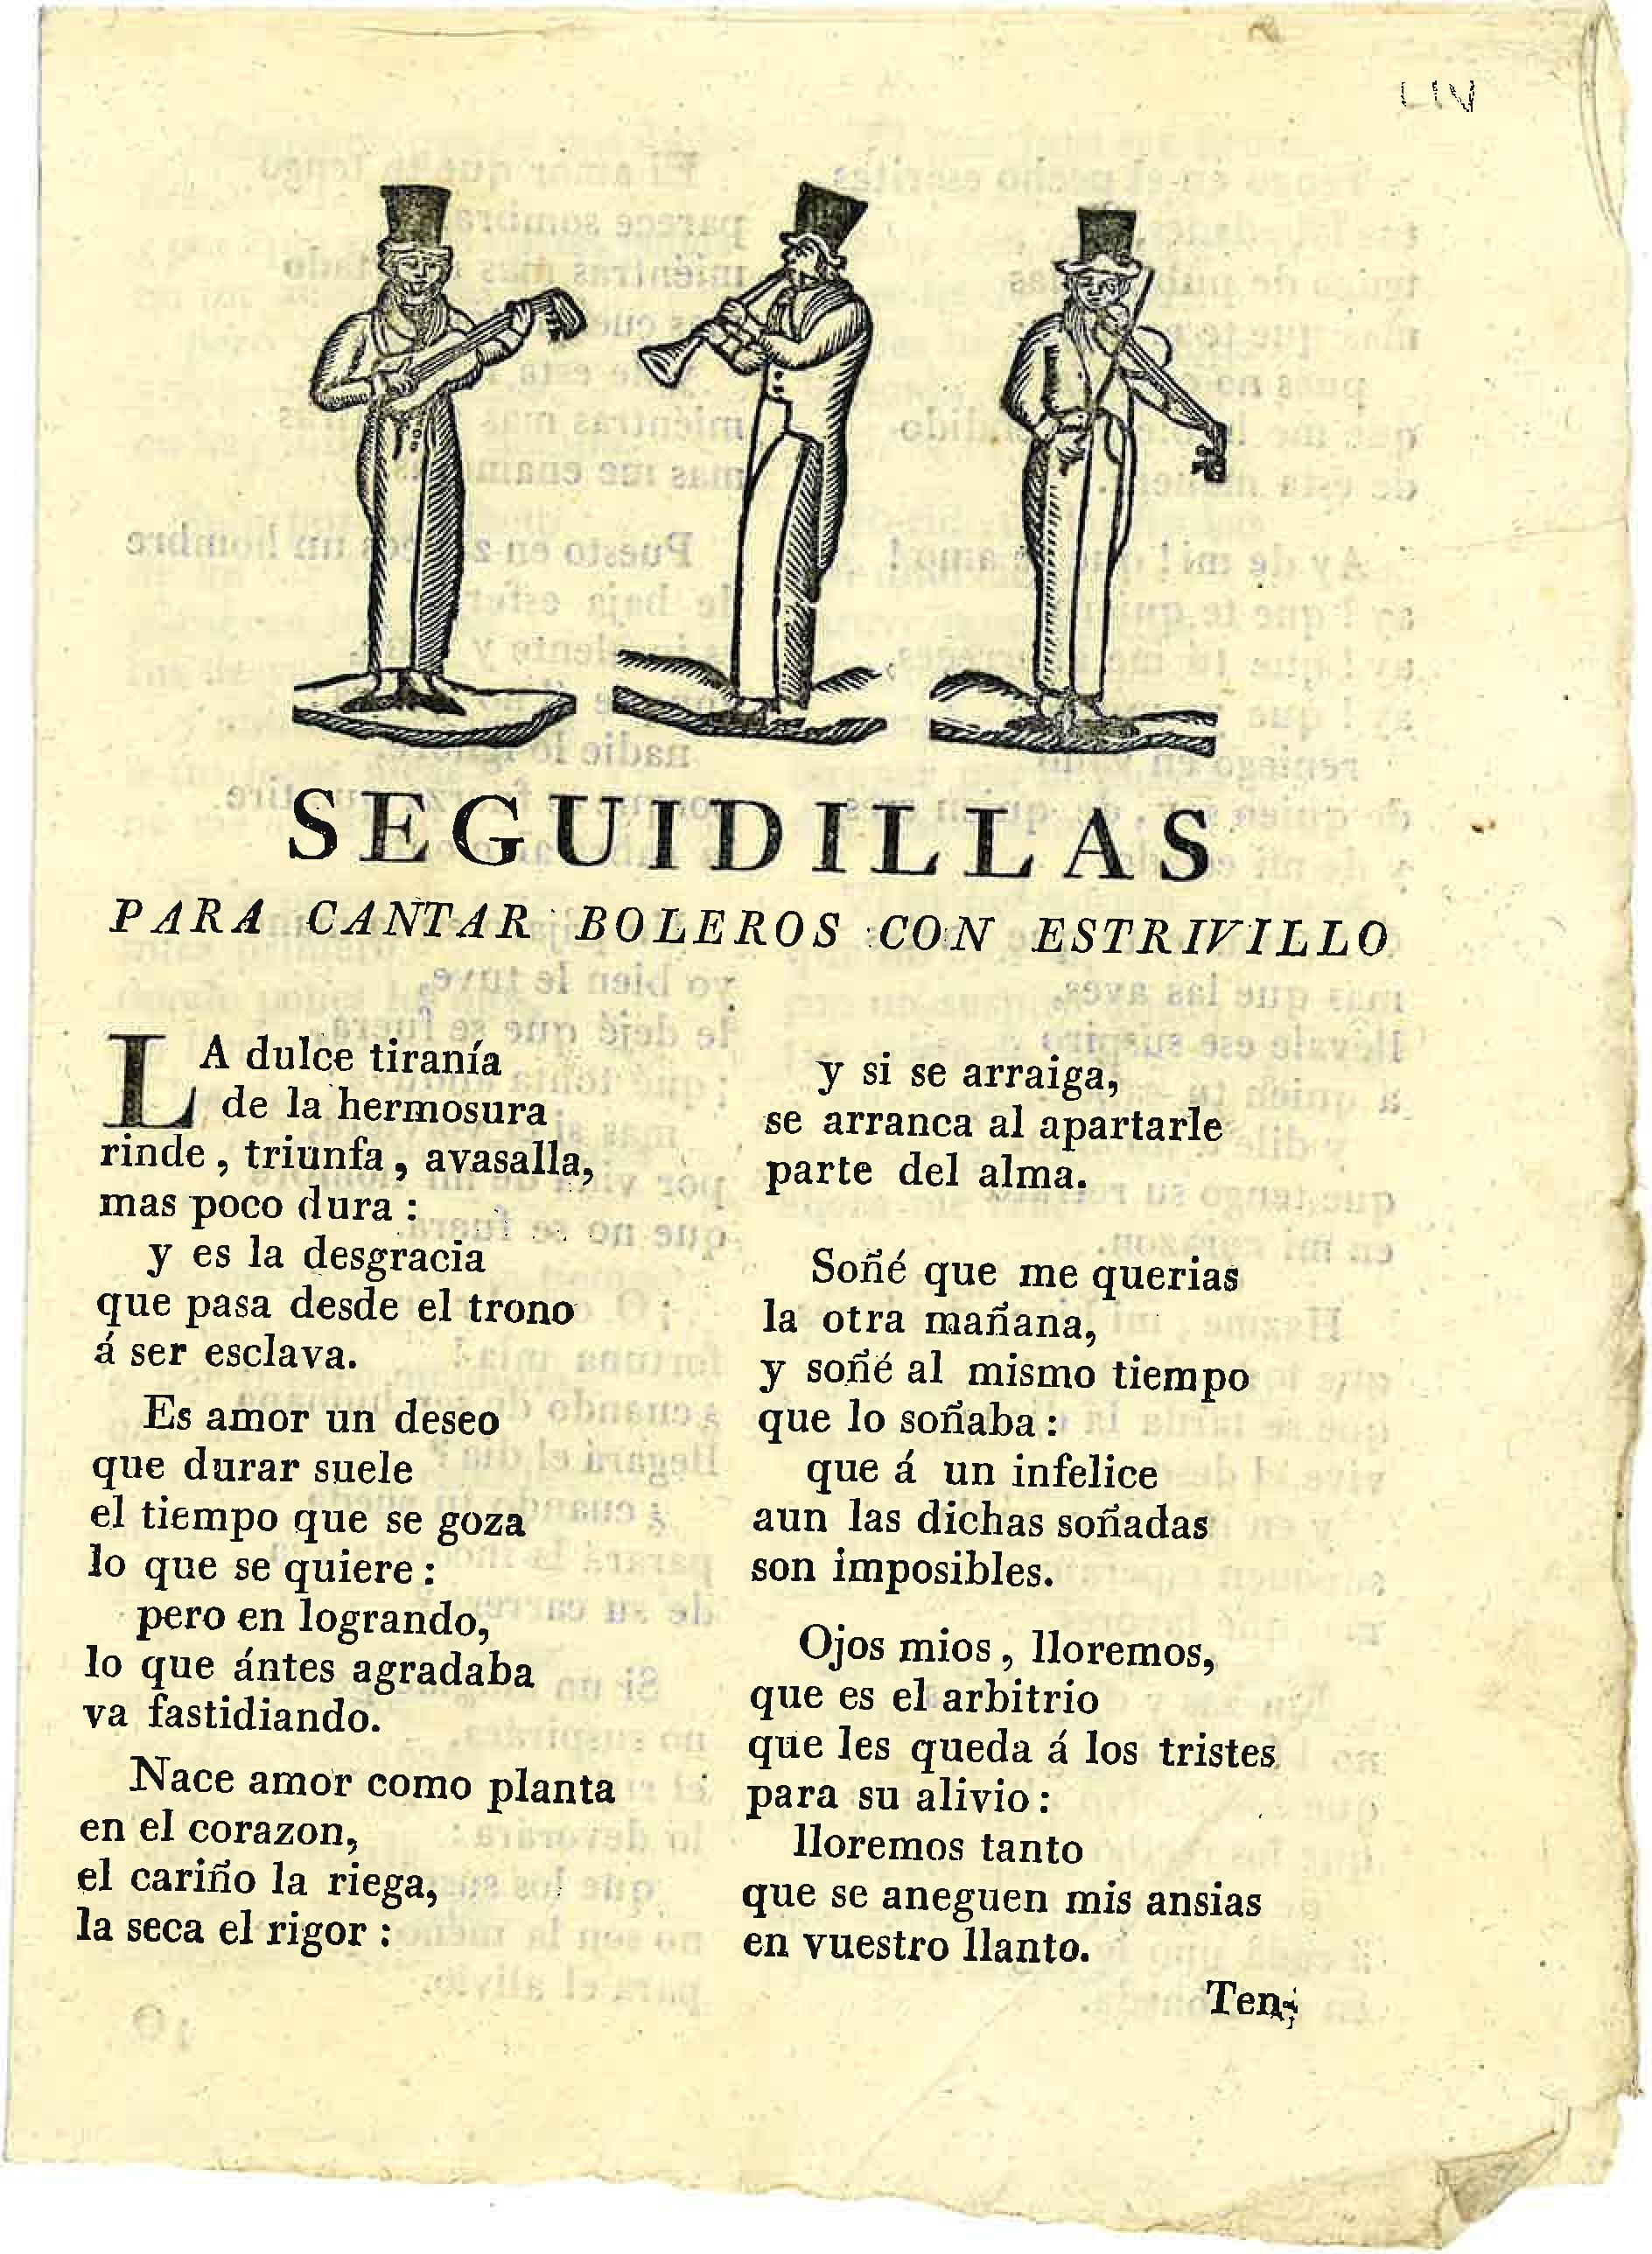 LIV
SEGUIDILLAS
PARA CANTAR BOLEROS CON ESTRIVILLO
LA dulce tiranía
de la hermosura
rinde, triunfa, avasalla,
mas poco dura:
y es la desgracia
que pasa desde el trono
á ser esclava.
Es amor un deseo
que durar suele
el tiempo que se goza
lo que se quiere:
pero en logrando,
lo que ántes agradaba
va fastidiando.
Nace amor como planta
en el corazon,
el cariño la riega,
la seca el rigor:
y si se arraiga,
se arranca al apartarle
parte del alma.
Soñé que me querias
la otra mañana,
y soñé al mismo tiempo
que lo soñaba:
que á un infelice
aun las dichas soñadas
son imposibles.
Ojos mios, lloremos,
que es el arbitrio
que les queda á los tristes
para su alivio:
lloremos tanto
que se aneguen mis ansias
en vuestro llanto.
Ten-